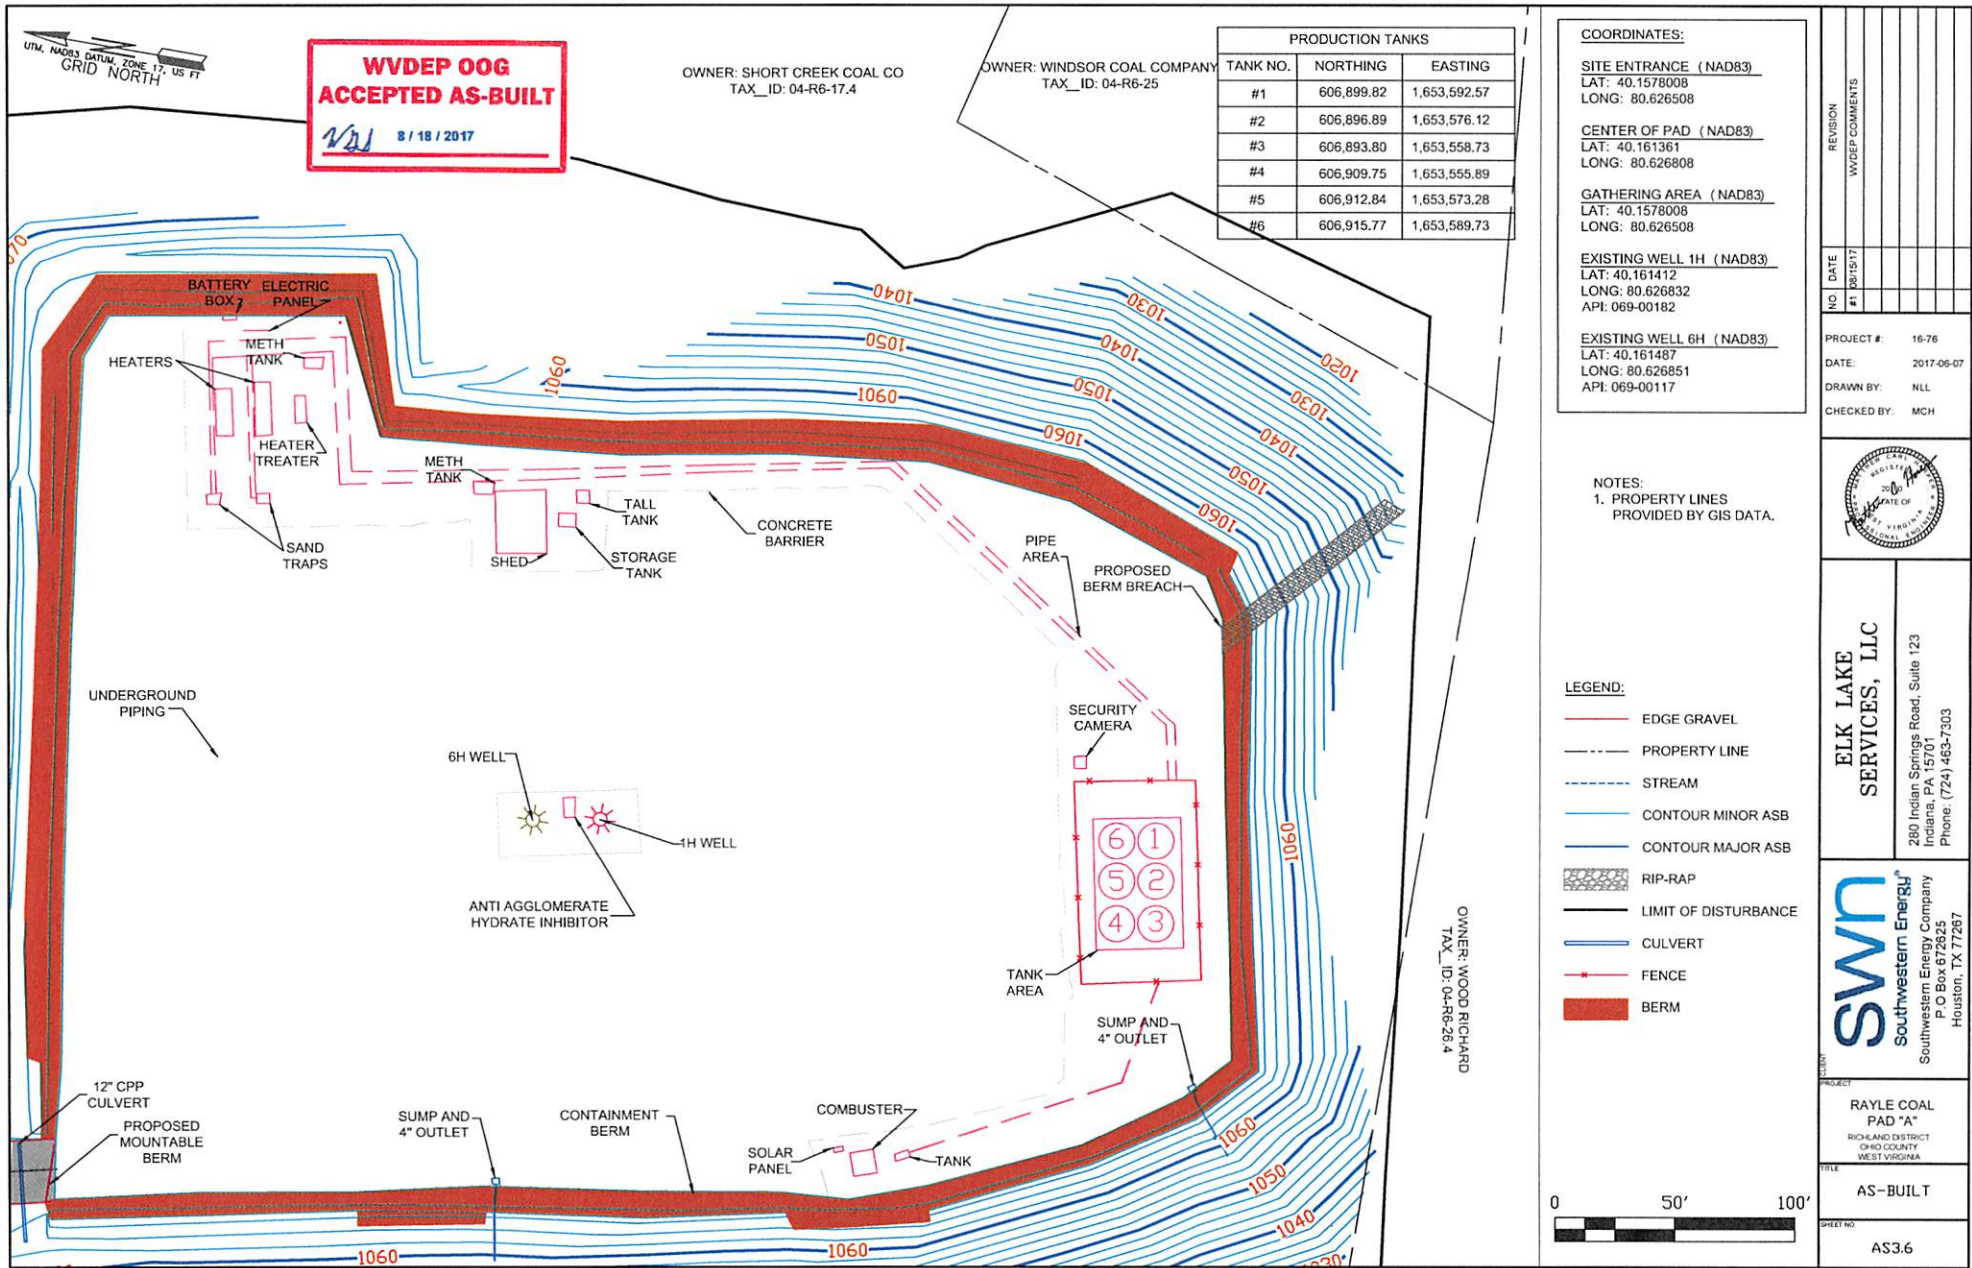 UTM, NAD83 DATUM, ZONE 17, US FT
GRID NORTH
WVDEP OOG
ACCEPTED AS-BUILT
8 / 18 / 2017
OWNER: SHORT CREEK COAL CO
TAX_ID: 04-R6-17.4
OWNER: WINDSOR COAL COMPANY
TAX_ID: 04-R6-25
PRODUCTION TANKS
TANK NO. NORTHING EASTING
#1 606,899.82 1,653,592.57
#2 606,896.89 1,653,576.12
#3 606,893.80 1,653,558.73
#4 606,909.75 1,653,555.89
#5 606,912.84 1,653,573.28
#6 606,915.77 1,653,589.73
COORDINATES:
SITE ENTRANCE (NAD83)
LAT: 40.1578008
LONG: 80.626508
CENTER OF PAD (NAD83)
LAT: 40.161361
LONG: 80.626808
GATHERING AREA (NAD83)
LAT: 40.1578008
LONG: 80.626508
EXISTING WELL 1H (NAD83)
LAT: 40.161412
LONG: 80.626832
API: 069-00182
EXISTING WELL 6H (NAD83)
LAT: 40.161487
LONG: 80.626851
API: 069-00117
NOTES:
1. PROPERTY LINES
PROVIDED BY GIS DATA.
LEGEND:
EDGE GRAVEL
PROPERTY LINE
STREAM
CONTOUR MINOR ASB
CONTOUR MAJOR ASB
RIP-RAP
LIMIT OF DISTURBANCE
CULVERT
FENCE
BERM
0 50' 100'
REVISION
WVDEP COMMENTS
NO. DATE
#1 08/15/17
PROJECT #: 16-76
DATE: 2017-06-07
DRAWN BY: NLL
CHECKED BY: MCH
ELK LAKE
SERVICES, LLC
280 Indian Springs Road, Suite 123
Indiana, PA 15701
Phone: (724) 463-7303
CLIENT
swn
Southwestern Energy®
Southwestern Energy Company
P.O Box 672625
Houston, TX 77267
PROJECT
RAYLE COAL
PAD "A"
RICHLAND DISTRICT
OHIO COUNTY
WEST VIRGINIA
TITLE
AS-BUILT
SHEET NO.
AS3.6
BATTERY
BOX
ELECTRIC
PANEL
METH
TANK
HEATERS
HEATER
TREATER
SAND
TRAPS
METH
TANK
SHED
TALL
TANK
STORAGE
TANK
CONCRETE
BARRIER
PIPE
AREA
PROPOSED
BERM BREACH
UNDERGROUND
PIPING
6H WELL
1H WELL
ANTI AGGLOMERATE
HYDRATE INHIBITOR
SECURITY
CAMERA
6 1
5 2
4 3
TANK
AREA
SUMP AND
4" OUTLET
OWNER: WOOD RICHARD
TAX_ID: 04-R6-26.4
12" CPP
CULVERT
PROPOSED
MOUNTABLE
BERM
SUMP AND
4" OUTLET
CONTAINMENT
BERM
COMBUSTER
SOLAR
PANEL
TANK
1040
1050
1060
1060
1030
1040
1050
1060
1020
1030
1040
1050
1060
1060
1060
1050
1040
1060
1060